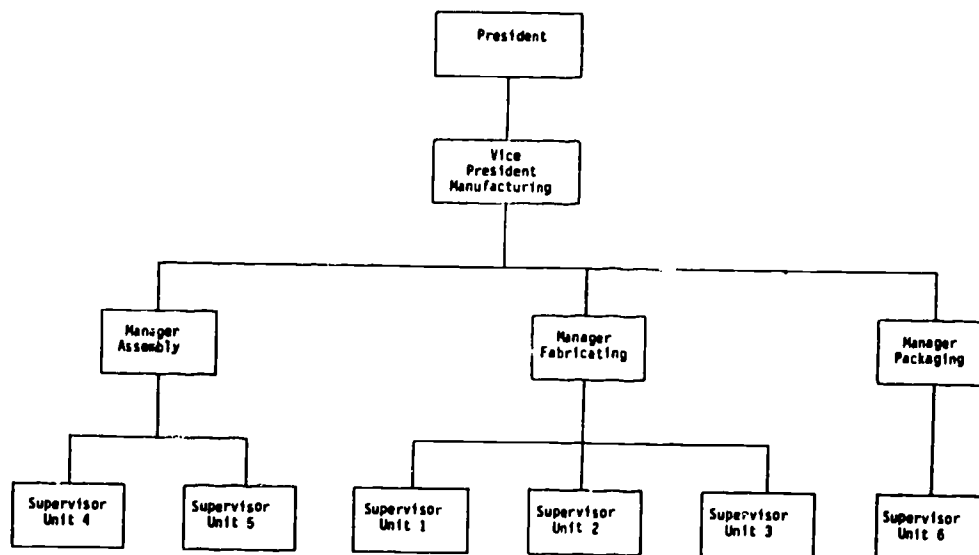 President
Vice
President
Manufacturing
Manager
Assembly
Manager
Fabricating
Manager
Packaging
Supervisor
Unit 4
Supervisor
Unit 5
Supervisor
Unit 1
Supervisor
Unit 2
Supervisor
Unit 3
Supervisor
Unit 6